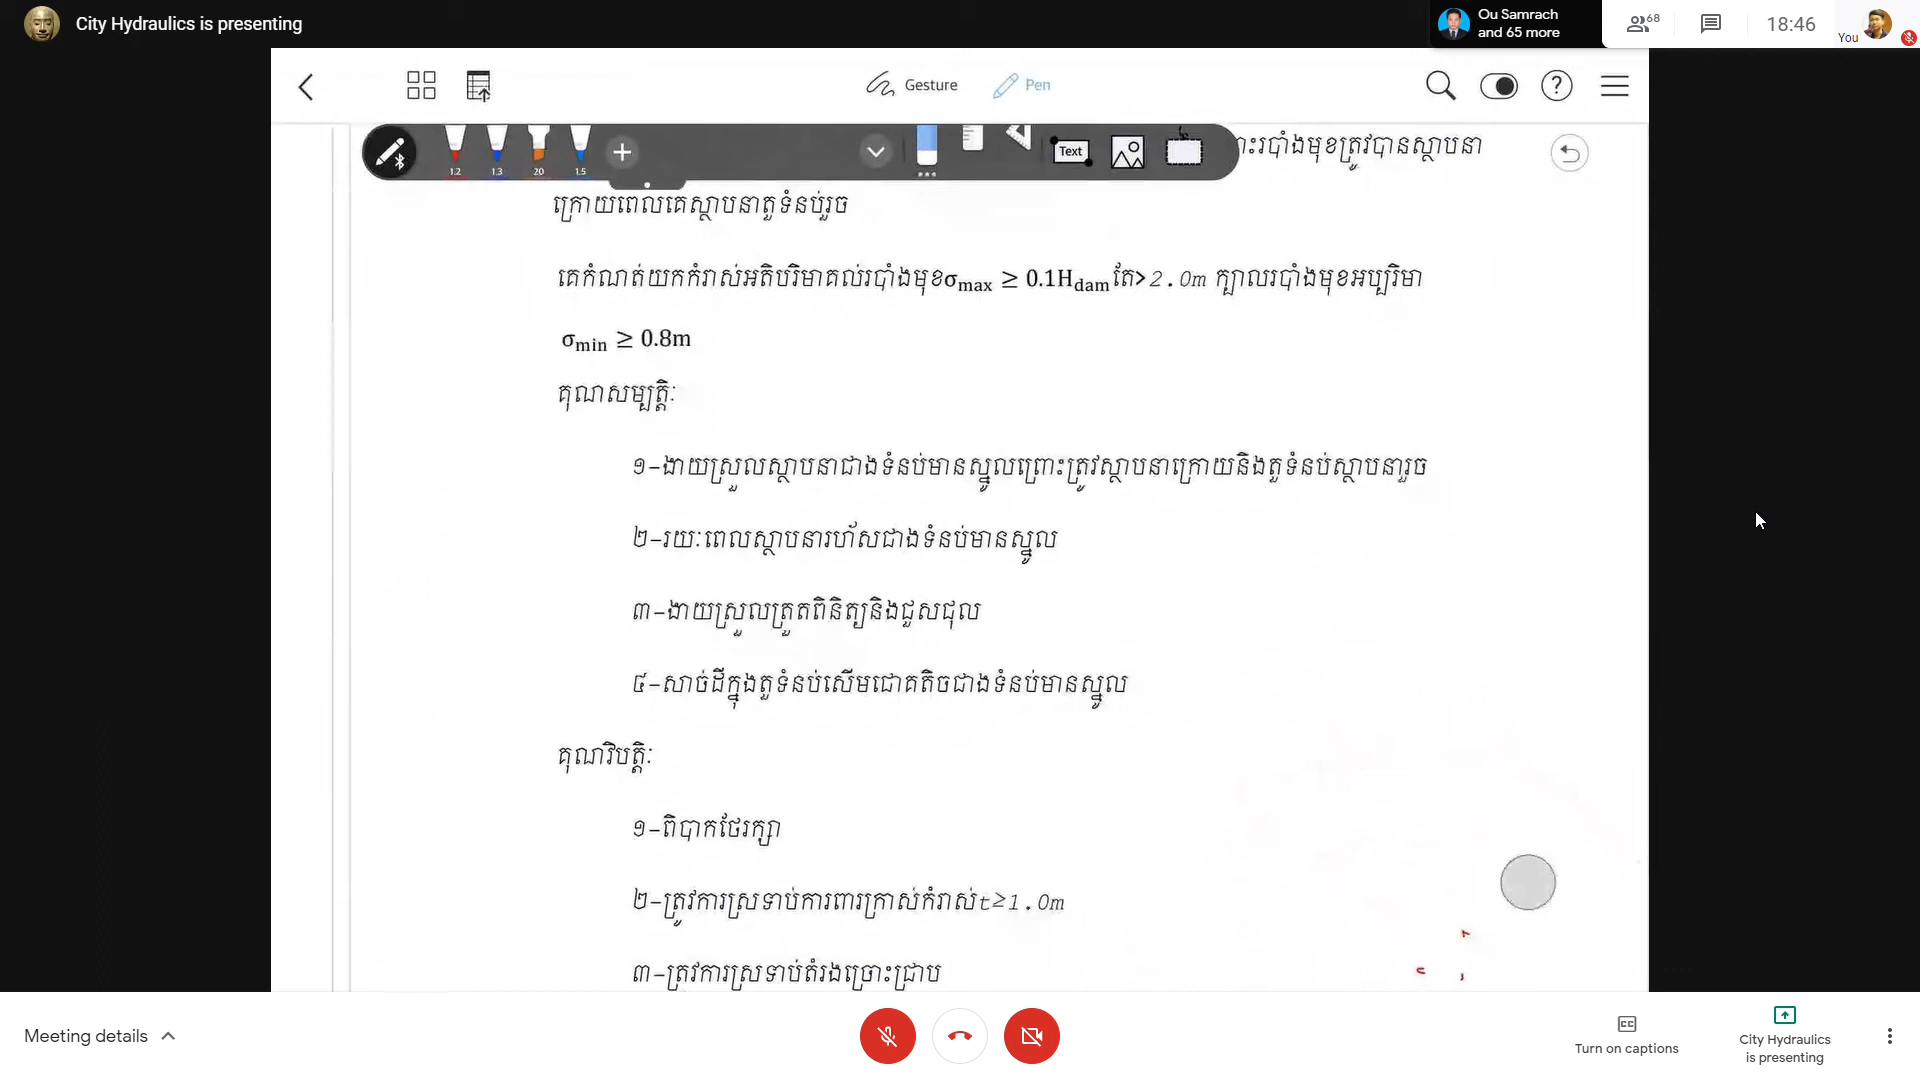 City Hydraulics is presenting
Ou Samrach
and 65 more
68
18:46
You
Gesture
Pen
1.2
1.3
20
1.5
Text
របាំងមុខត្រូវបានស្ថាបនា
ក្រោយពេលគេស្ថាបនាតួទំនប់រួច
គេកំណត់យកកំរាស់អតិបរិមាគល់របាំងមុខσmax ≥ 0.1Hdamតែ>2.0m ក្បាលរបាំងមុខអប្បរិមា
σmin ≥ 0.8m
គុណសម្បត្តិៈ
១-ងាយស្រួលស្ថាបនាជាងទំនប់មានស្នូលព្រោះត្រូវស្ថាបនាក្រោយនិងតួទំនប់ស្ថាបនារួច
២-រយៈពេលស្ថាបនារហ័សជាងទំនប់មានស្នូល
៣-ងាយស្រួលត្រួតពិនិត្យនិងជួសជុល
៤-សាច់ដីក្នុងតួទំនប់សើមជោគតិចជាងទំនប់មានស្នូល
គុណវិបត្តិៈ
១-ពិបាកថែរក្សា
២-ត្រូវការស្រទាប់ការពារក្រាស់កំរាស់t≥1.0m
៣-ត្រូវការស្រទាប់តំរងច្រោះជ្រាប
Meeting details
Turn on captions
City Hydraulics
is presenting